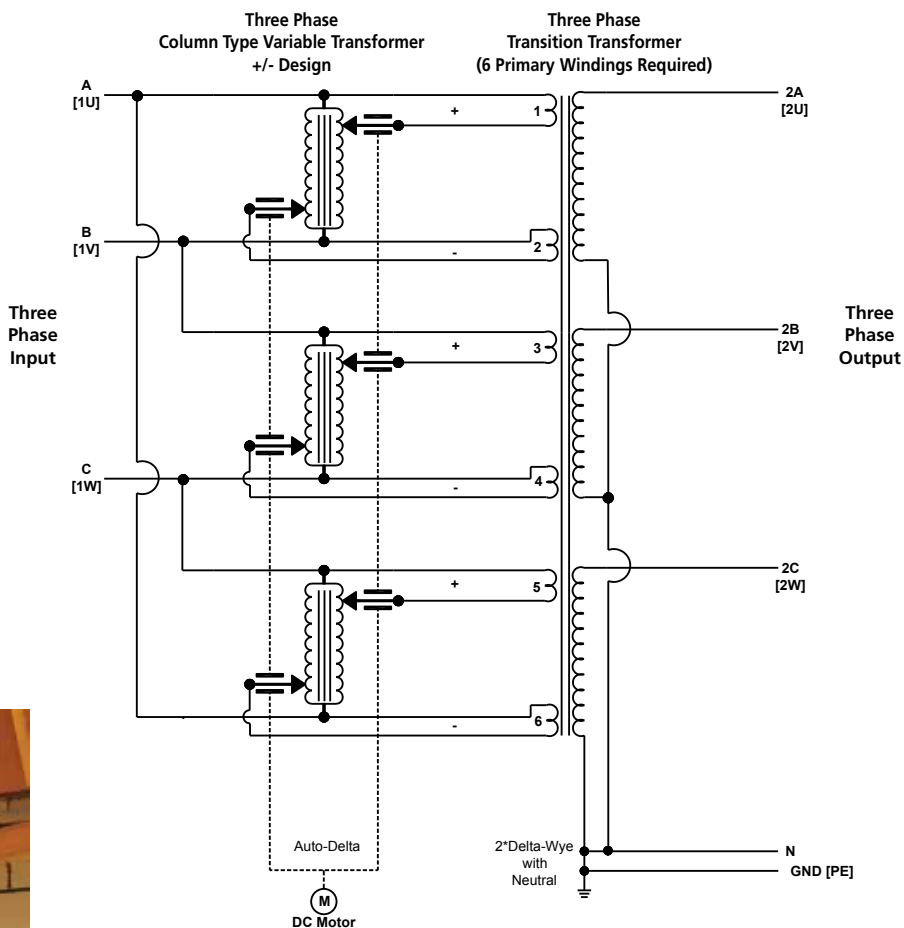 Three Phase
Column Type Variable Transformer
+/- Design
Three Phase
Transition Transformer
(6 Primary Windings Required)
A
[1U]
+
1
2A
[2U]
B
[1V]
2
-
Three
Phase
Input
+
3
2B
[2V]
Three
Phase
Output
C
[1W]
4
-
+
5
2C
[2W]
6
-
Auto-Delta
2*Delta-Wye
with
Neutral
N
GND [PE]
M
DC Motor